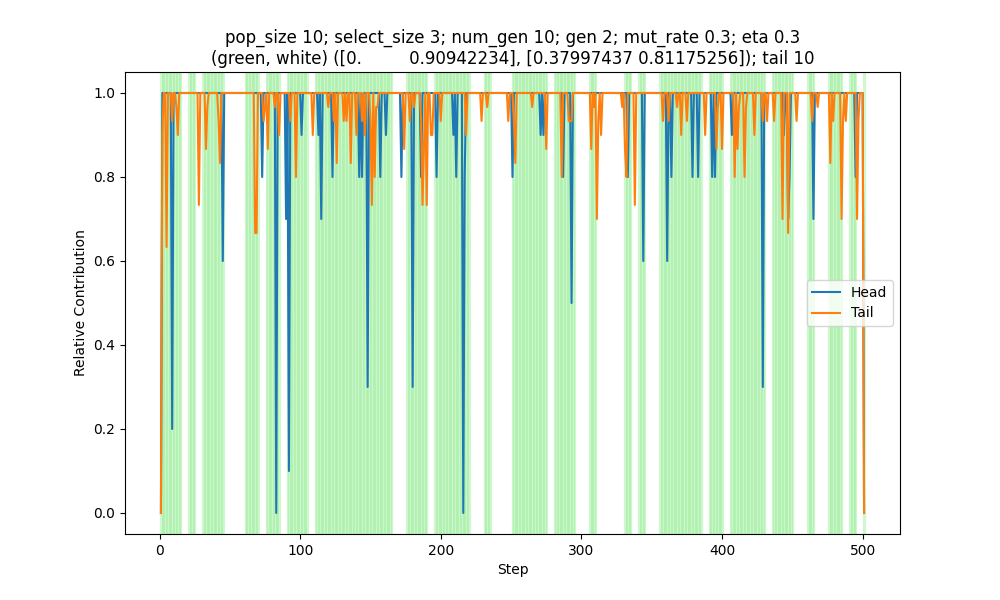 pop_size 10; select_size 3; num_gen 10; gen 2; mut_rate 0.3; eta 0.3
(green, white) ([0. 0.90942234], [0.37997437 0.81175256]); tail 10
1.0
0.8
0.6
0.4
0.2
0.0
Relative Contribution
Head
Tail
0 100 200 300 400 500
Step